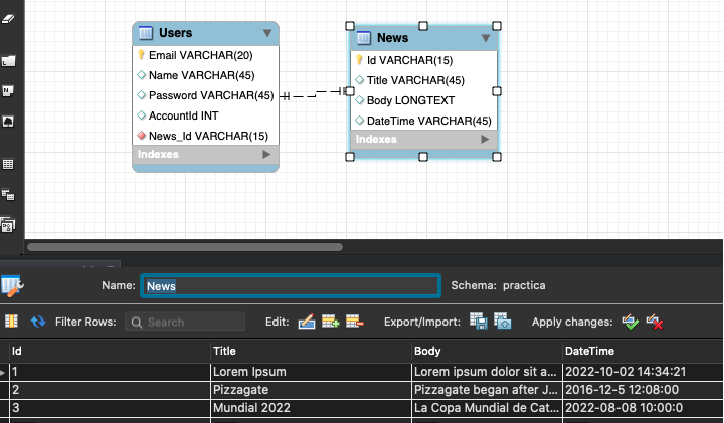 Users
Email VARCHAR(20)
Name VARCHAR(45)
Password VARCHAR(45)
AccountId INT
News_Id VARCHAR(15)
Indexes
News
Id VARCHAR(15)
Title VARCHAR(45)
Body LONGTEXT
DateTime VARCHAR(45)
Indexes
Name: News Schema: practica
Filter Rows: Search Edit: Export/Import: Apply changes:
Id Title Body DateTime
1 Lorem Ipsum Lorem ipsum dolor sit a... 2022-10-02 14:34:21
2 Pizzagate Pizzagate began after J... 2016-12-5 12:08:00
3 Mundial 2022 La Copa Mundial de Cat... 2022-08-08 10:00:0